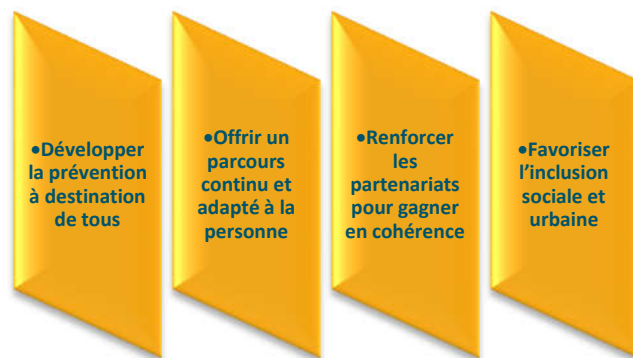 •Développer
la prévention
à destination
de tous
•Offrir un
parcours
continu et
adapté à la
personne
•Renforcer
les
partenariats
pour gagner
en cohérence
•Favoriser
l’inclusion
sociale et
urbaine